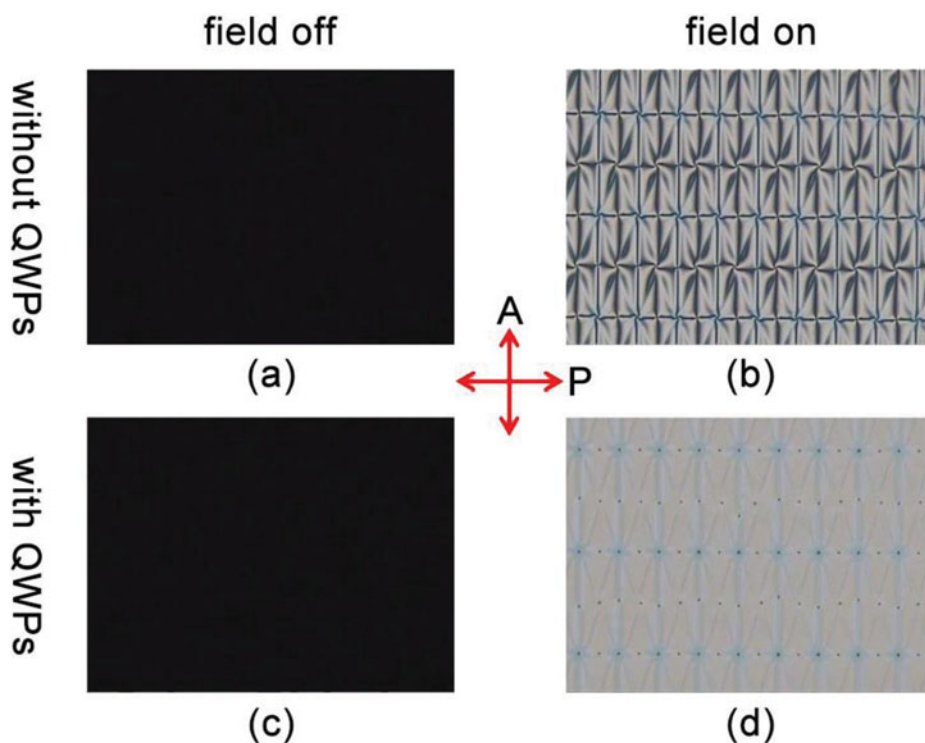 field off
field on
without QWPs
(a)
(b)
A
P
with QWPs
(c)
(d)